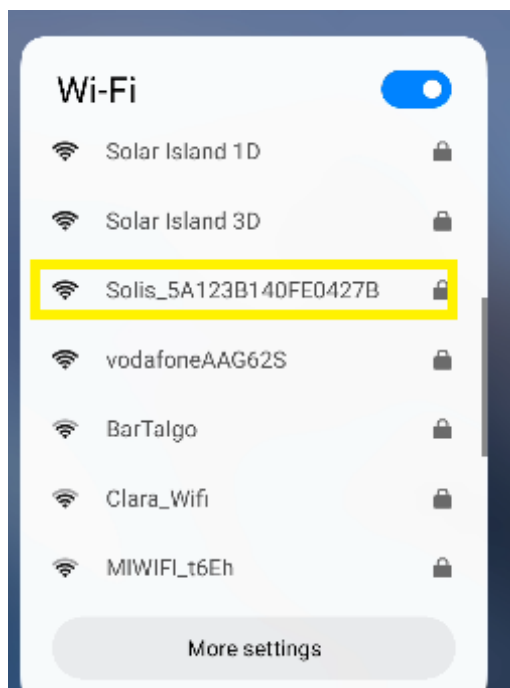 Wi-Fi
Solar Island 1D
Solar Island 3D
Solis_5A123B140FE0427B
vodafoneAAG62S
BarTalgo
Clara_Wifi
MIWIFI_t6Eh
More settings